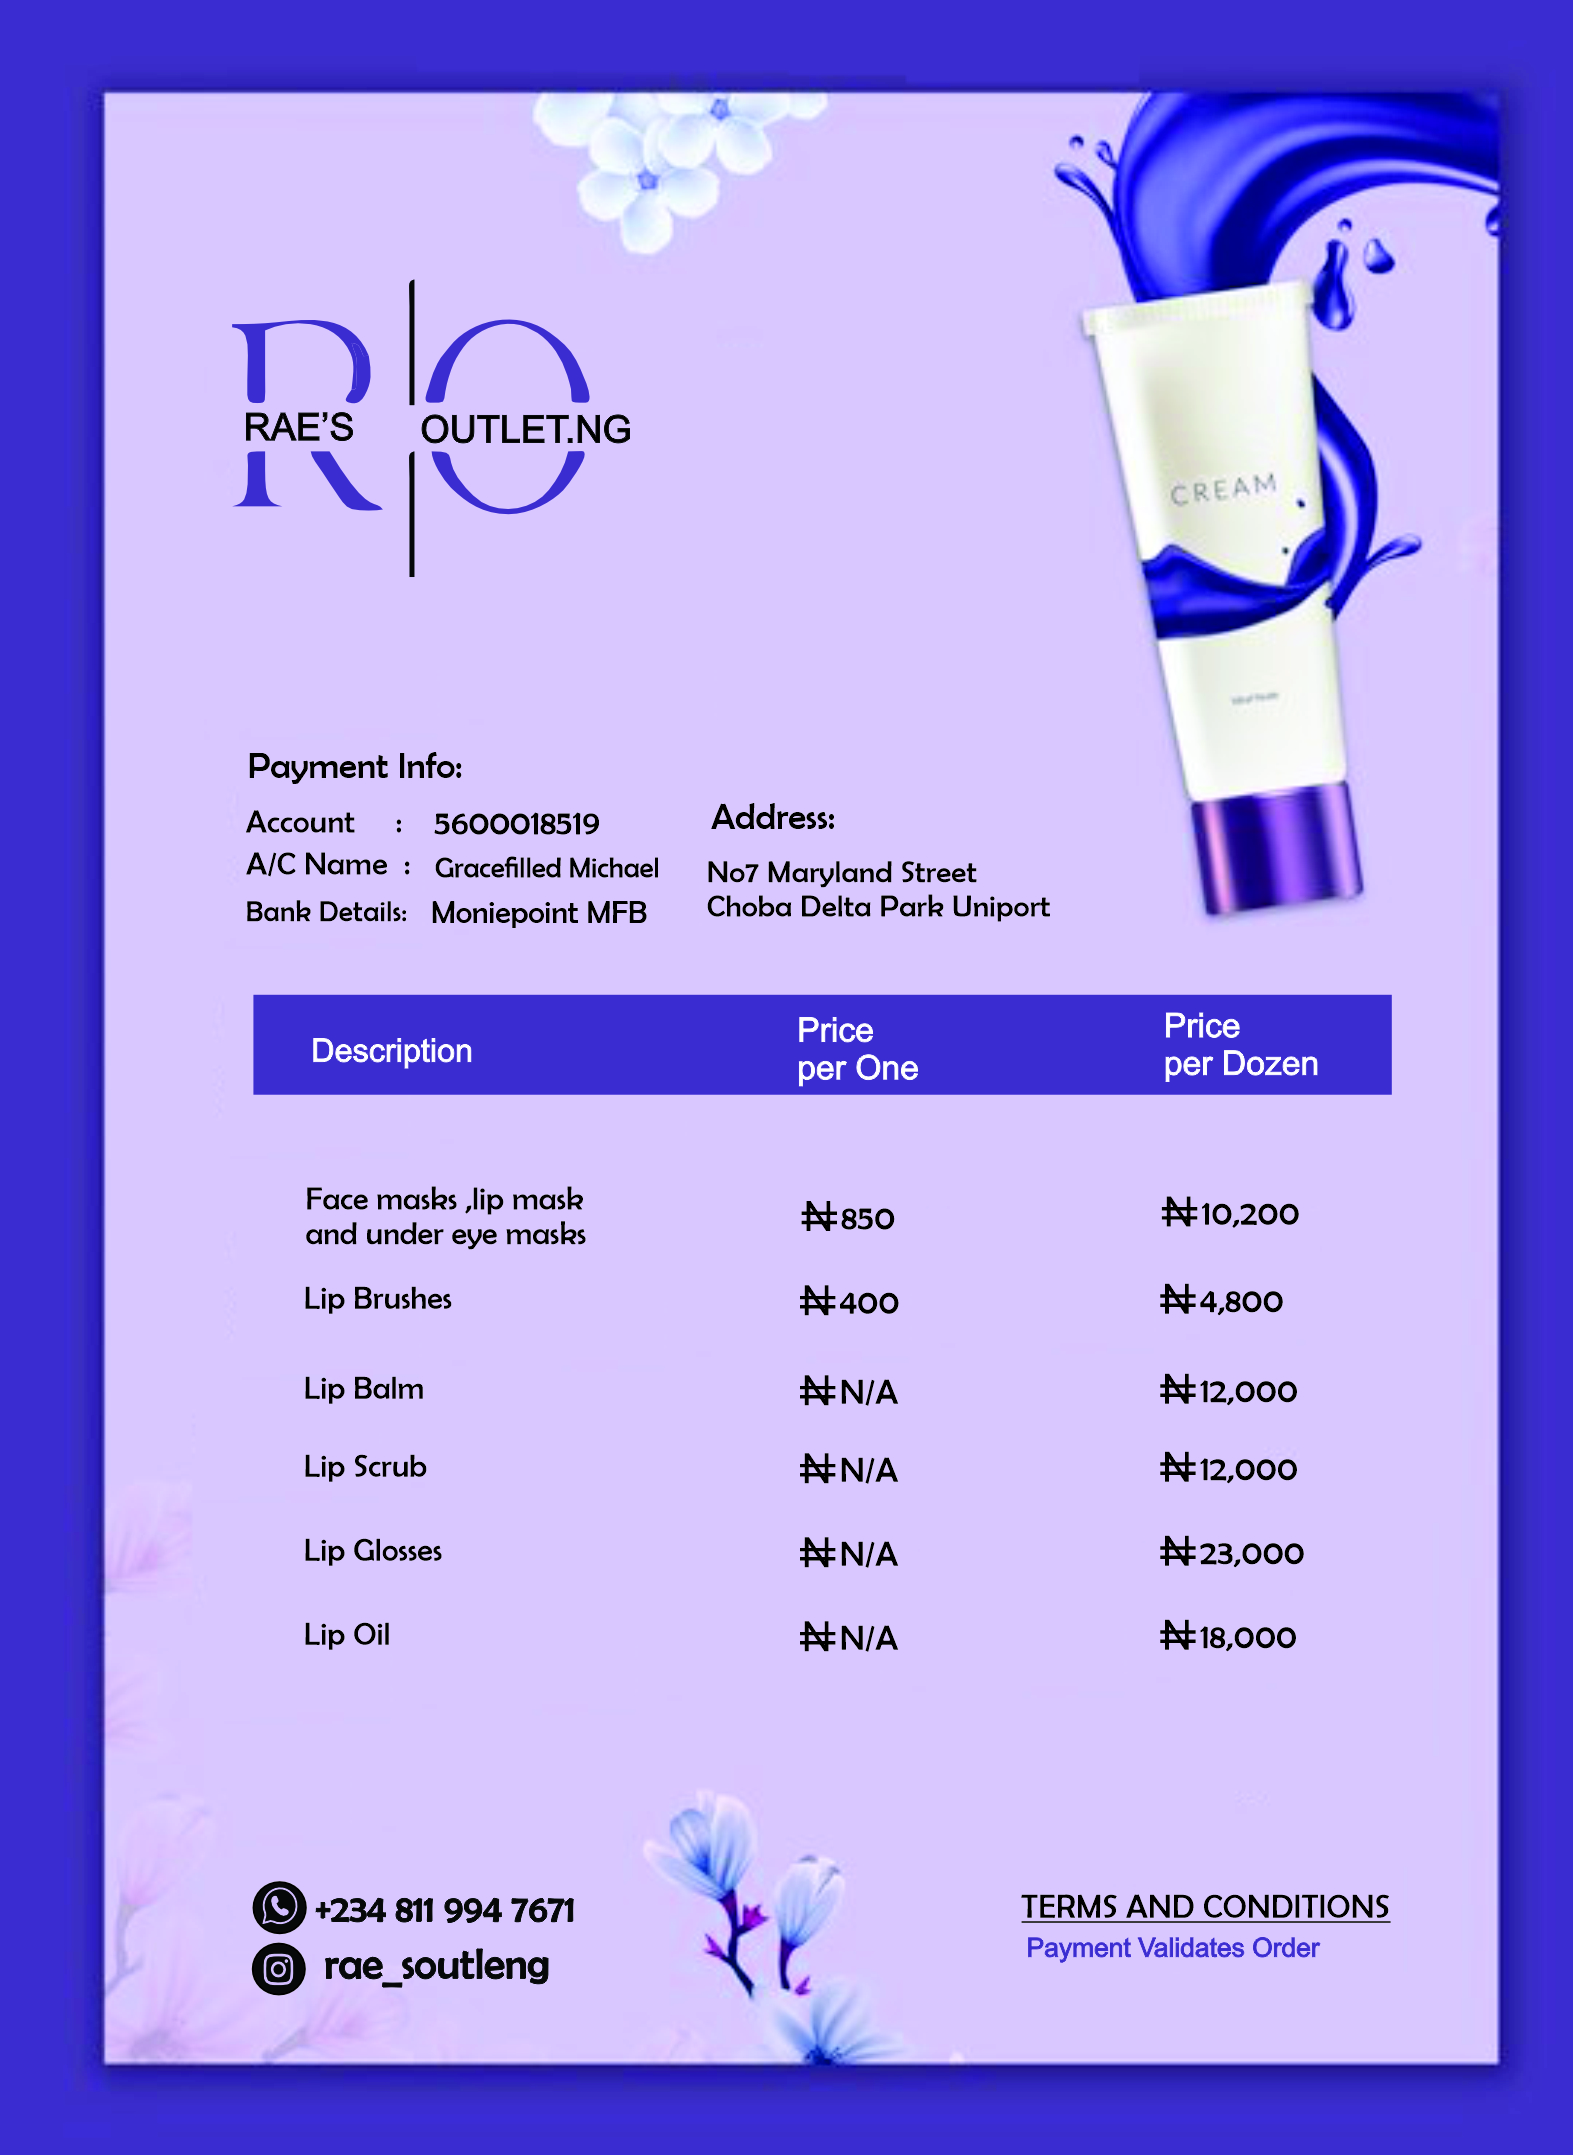 RAE'S OUTLET.NG
CREAM
Payment Info:
Account : 5600018519
A/C Name : Gracefilled Michael
Bank Details: Moniepoint MFB
Address:
No7 Maryland Street
Choba Delta Park Uniport
Description
Price
per One
Price
per Dozen
Face masks ,lip mask
and under eye masks
₦850
₦10,200
Lip Brushes ₦400 ₦4,800
Lip Balm ₦N/A ₦12,000
Lip Scrub ₦N/A ₦12,000
Lip Glosses ₦N/A ₦23,000
Lip Oil ₦N/A ₦18,000
+234 811 994 7671
rae_soutleng
TERMS AND CONDITIONS
Payment Validates Order